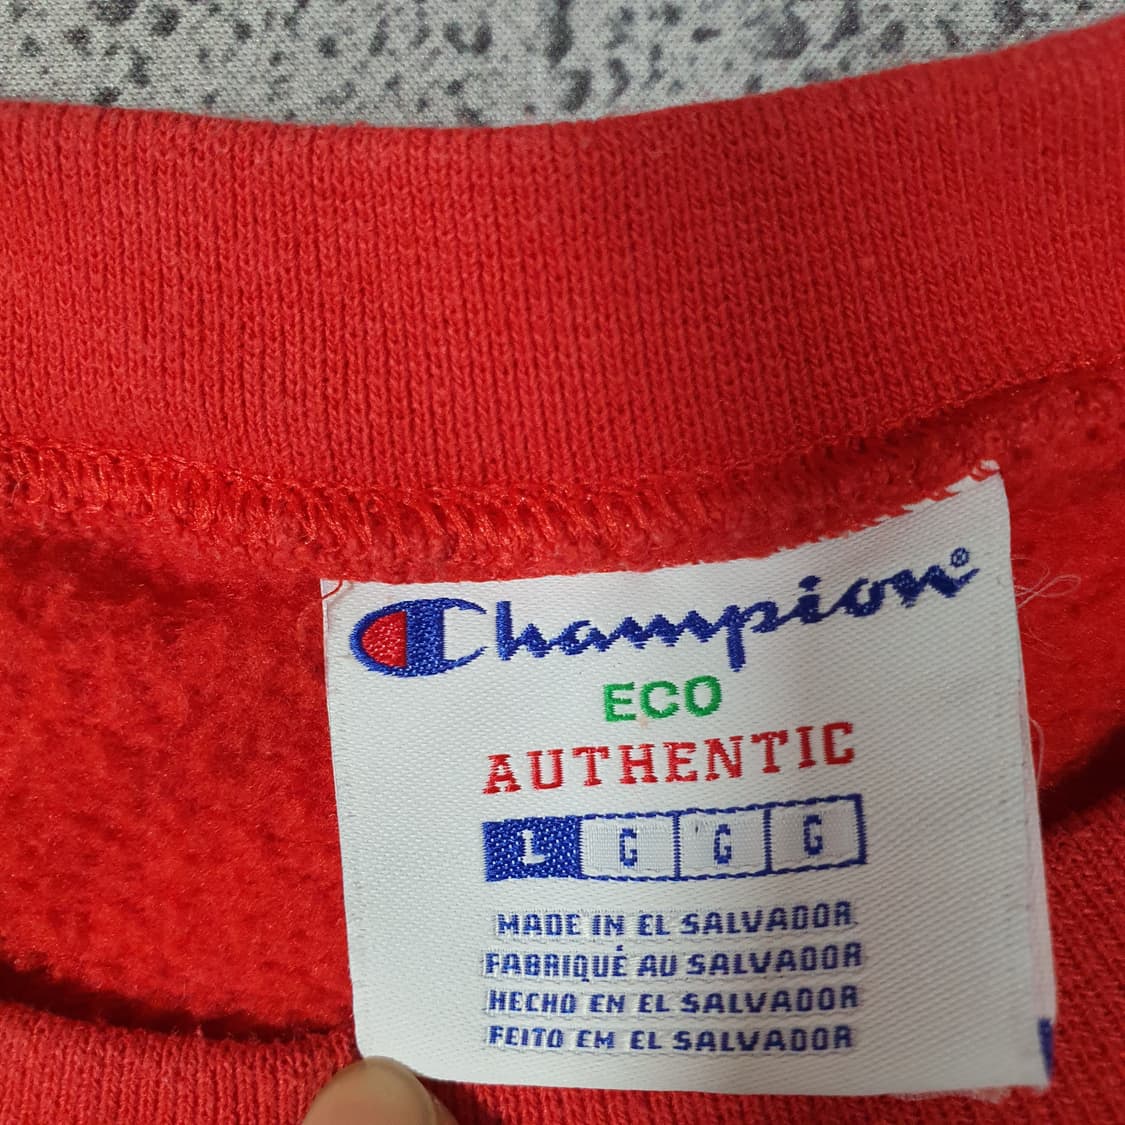 Champion®
ECO
AUTHENTIC
L G G G
MADE IN EL SALVADOR
FABRIQUÉ AU SALVADOR
HECHO EN EL SALVADOR
FEITO EM EL SALVADOR